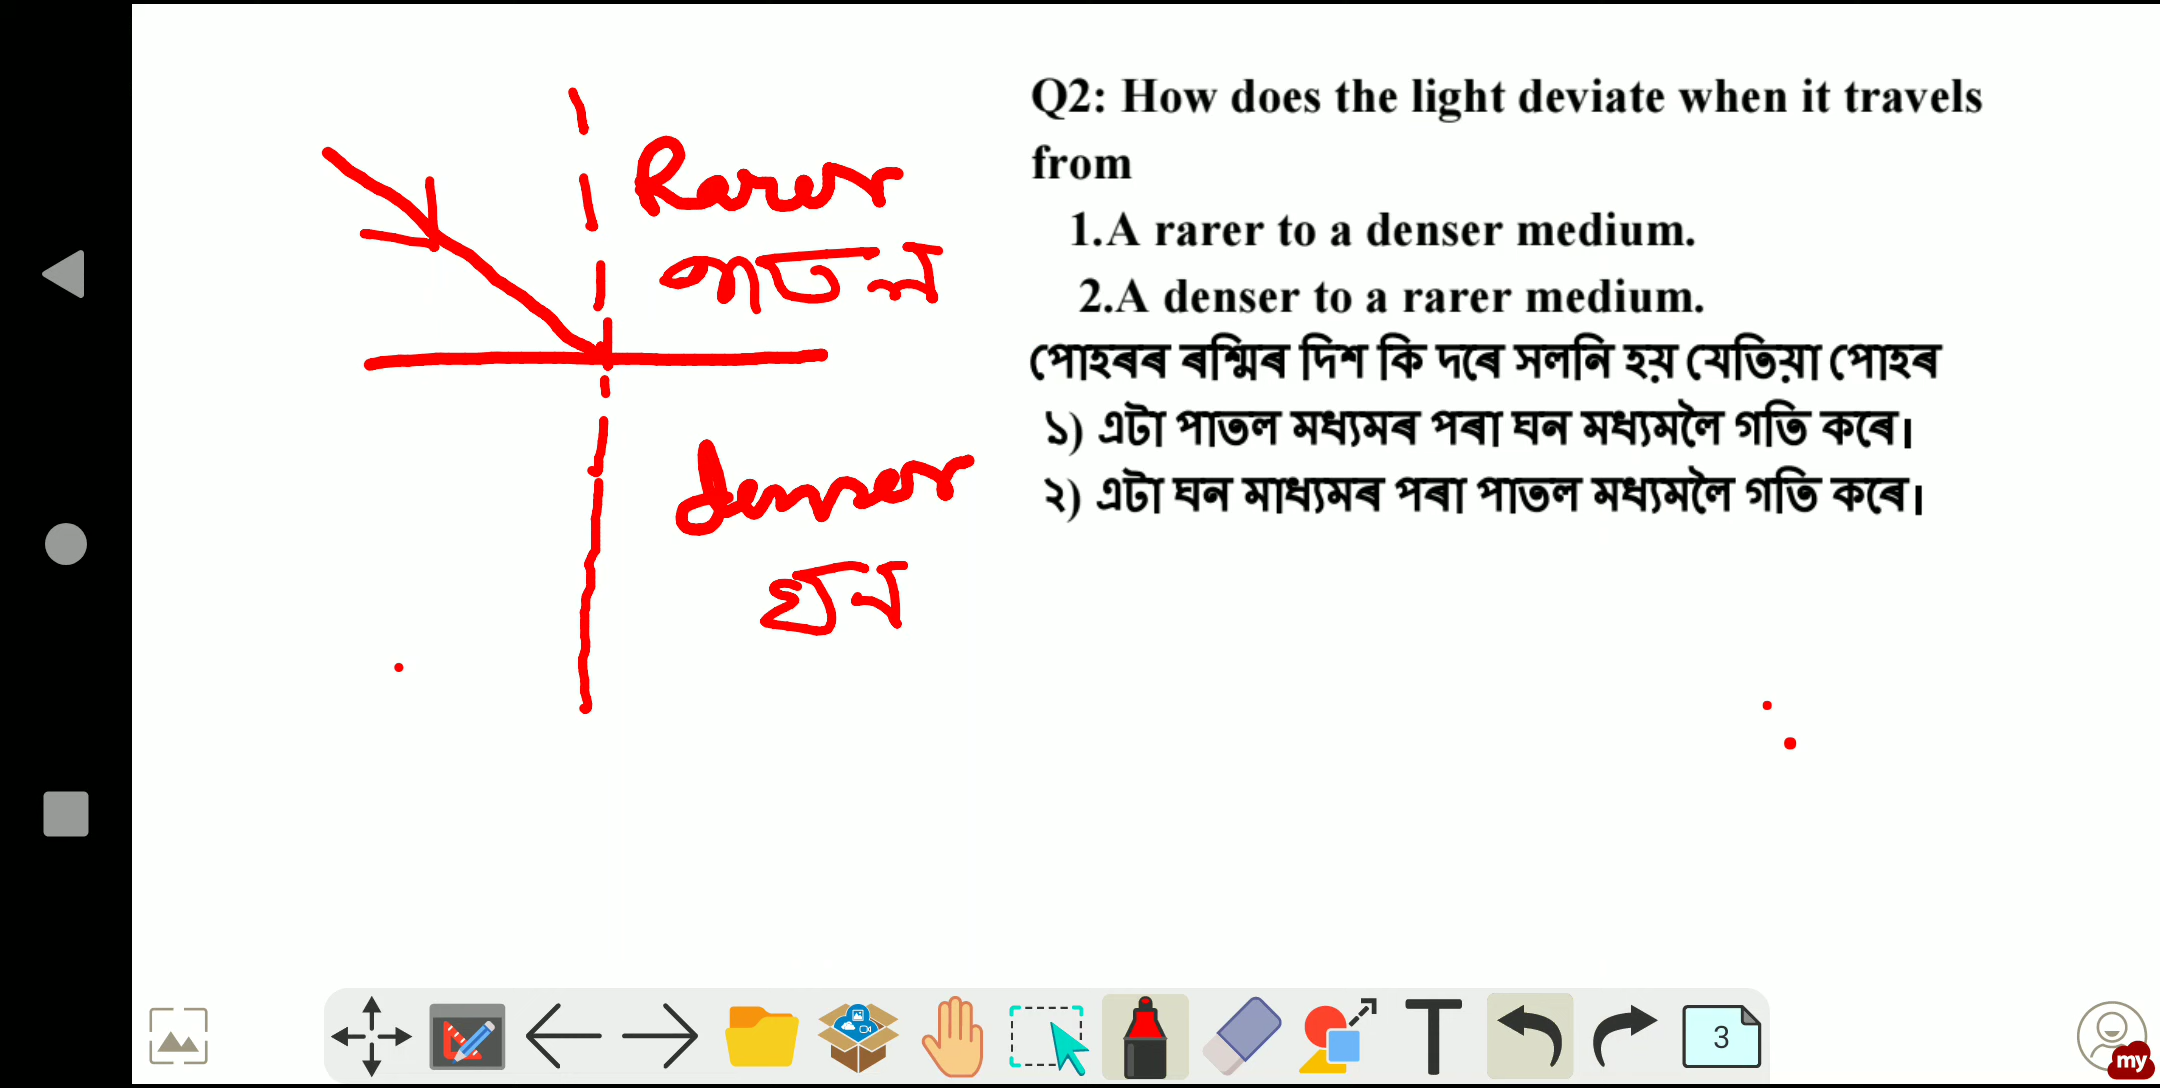 Rarer
পাতল
denser
ঘন
Q2: How does the light deviate when it travels
from
1.A rarer to a denser medium.
2.A denser to a rarer medium.
পোহৰৰ ৰশ্মিৰ দিশ কি দৰে সলনি হয় যেতিয়া পোহৰ
১) এটা পাতল মধ্যমৰ পৰা ঘন মধ্যমলৈ গতি কৰে।
২) এটা ঘন মাধ্যমৰ পৰা পাতল মধ্যমলৈ গতি কৰে।
3
my